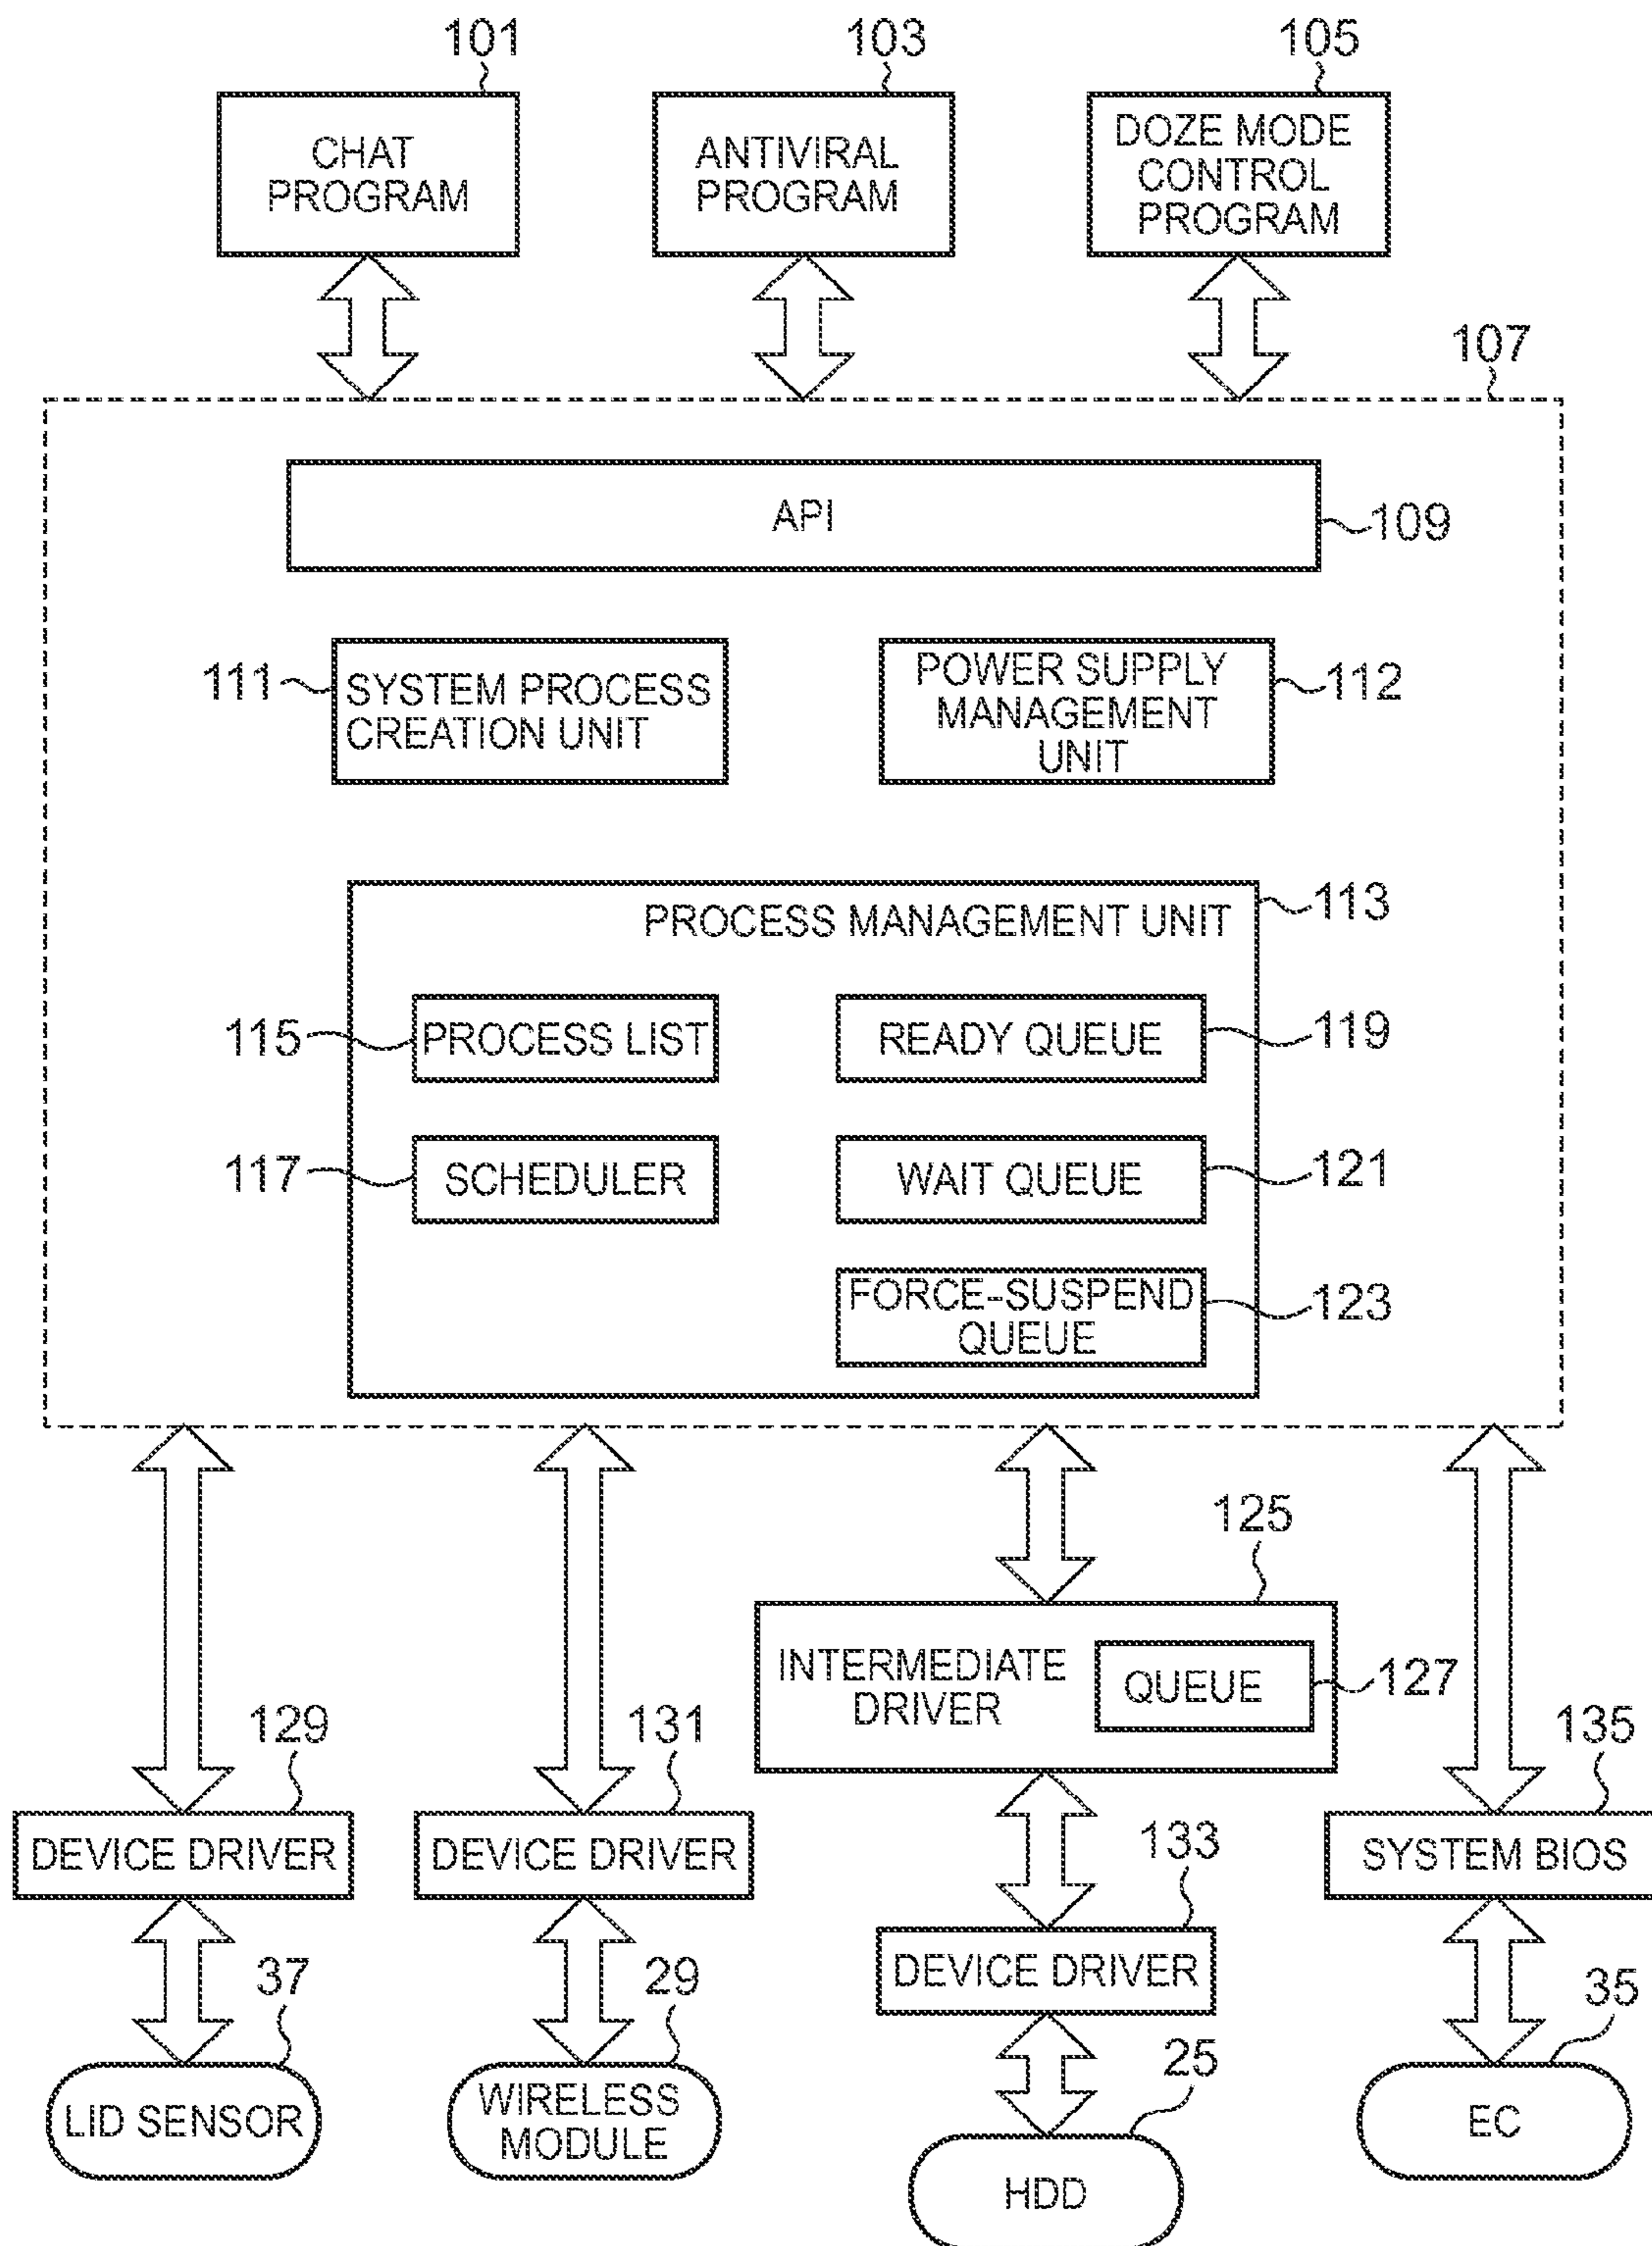 101
103
105
CHAT
PROGRAM
ANTIVIRAL
PROGRAM
DOZE MODE
CONTROL
PROGRAM
107
API
109
111
SYSTEM PROCESS
CREATION UNIT
POWER SUPPLY
MANAGEMENT
UNIT
112
PROCESS MANAGEMENT UNIT
113
115
PROCESS LIST
READY QUEUE
119
117
SCHEDULER
WAIT QUEUE
121
FORCE-SUSPEND
QUEUE
123
125
INTERMEDIATE
DRIVER
QUEUE
127
129
131
135
DEVICE DRIVER
DEVICE DRIVER
SYSTEM BIOS
133
DEVICE DRIVER
37
29
35
LID SENSOR
WIRELESS
MODULE
25
EC
HDD